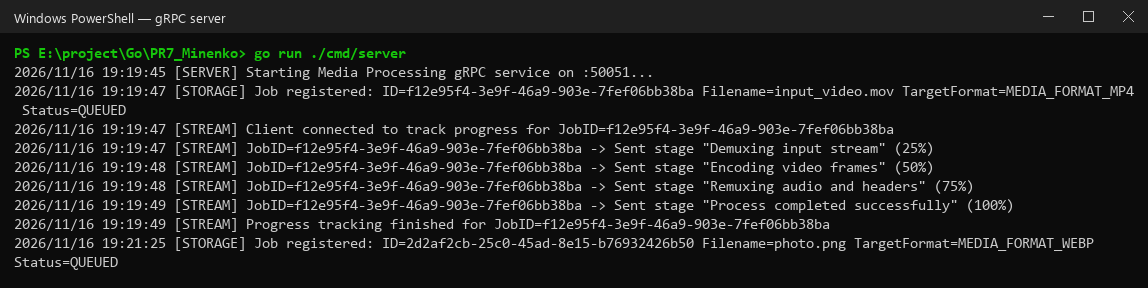 Windows PowerShell — gRPC server
PS E:\project\Go\PR7_Minenko> go run ./cmd/server
2026/11/16 19:19:45 [SERVER] Starting Media Processing gRPC service on :50051...
2026/11/16 19:19:47 [STORAGE] Job registered: ID=f12e95f4-3e9f-46a9-903e-7fef06bb38ba Filename=input_video.mov TargetFormat=MEDIA_FORMAT_MP4
Status=QUEUED
2026/11/16 19:19:47 [STREAM] Client connected to track progress for JobID=f12e95f4-3e9f-46a9-903e-7fef06bb38ba
2026/11/16 19:19:47 [STREAM] JobID=f12e95f4-3e9f-46a9-903e-7fef06bb38ba -> Sent stage "Demuxing input stream" (25%)
2026/11/16 19:19:48 [STREAM] JobID=f12e95f4-3e9f-46a9-903e-7fef06bb38ba -> Sent stage "Encoding video frames" (50%)
2026/11/16 19:19:48 [STREAM] JobID=f12e95f4-3e9f-46a9-903e-7fef06bb38ba -> Sent stage "Remuxing audio and headers" (75%)
2026/11/16 19:19:49 [STREAM] JobID=f12e95f4-3e9f-46a9-903e-7fef06bb38ba -> Sent stage "Process completed successfully" (100%)
2026/11/16 19:19:49 [STREAM] Progress tracking finished for JobID=f12e95f4-3e9f-46a9-903e-7fef06bb38ba
2026/11/16 19:21:25 [STORAGE] Job registered: ID=2d2af2cb-25c0-45ad-8e15-b76932426b50 Filename=photo.png TargetFormat=MEDIA_FORMAT_WEBP
Status=QUEUED